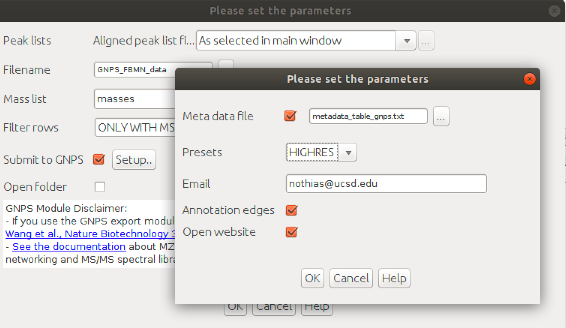 Please set the parameters
Peak lists Aligned peak list fi... As selected in main window ...
Filename GNPS_FBMN_data
Mass list masses
Filter rows ONLY WITH MS
Submit to GNPS Setup..
Open folder
GNPS Module Disclaimer:
- If you use the GNPS export modul
Wang et al., Nature Biotechnology 3
- See the documentation about MZ
networking and MS/MS spectral libra
OK Cancel Help
Please set the parameters
Meta data file metadata_table_gnps.txt ...
Presets HIGHRES
Email nothias@ucsd.edu
Annotation edges
Open website
OK Cancel Help